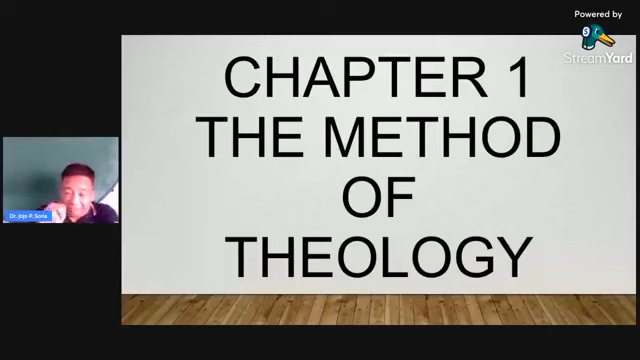 Powered by
StreamYard
CHAPTER 1
THE METHOD
OF
THEOLOGY
Dr. Jojo P. Soria